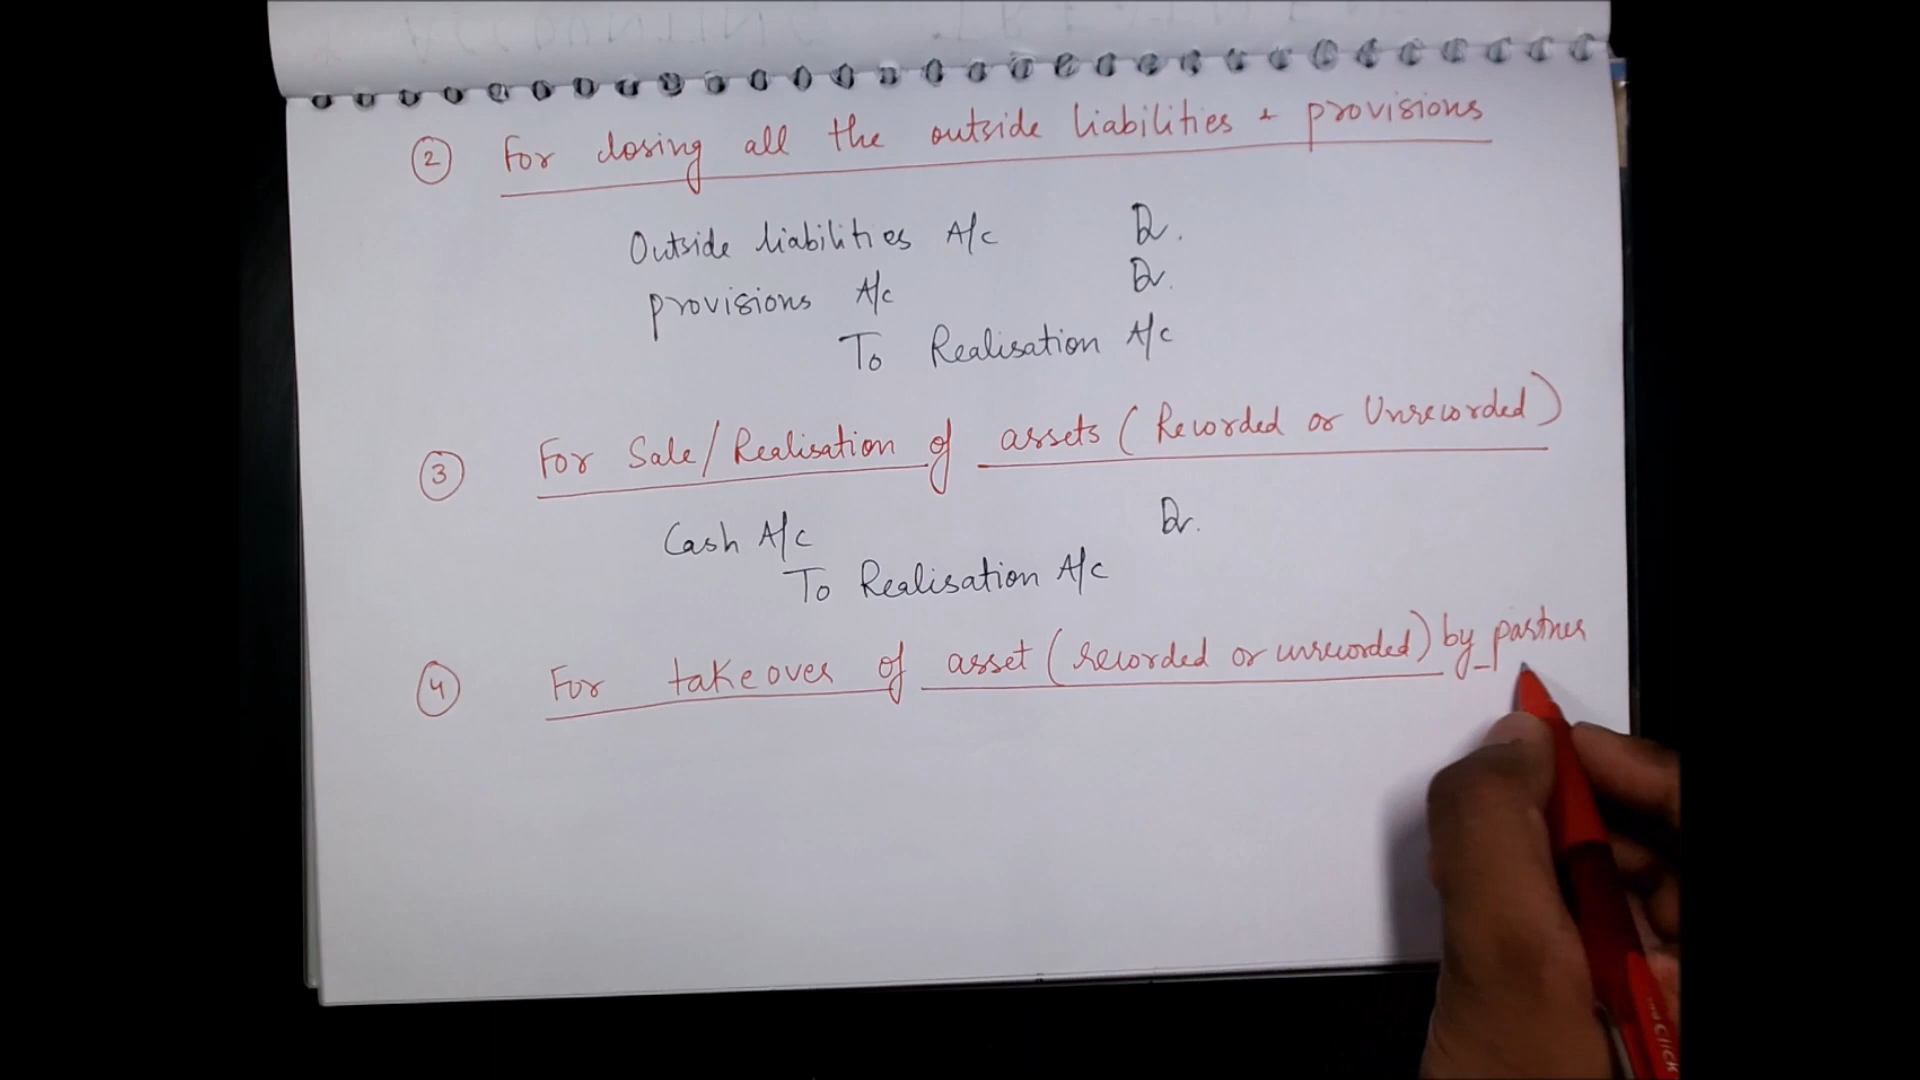 ② For closing all the outside liabilities + provisions
Outside liabilities A/c Dr.
provisions A/c Dr.
To Realisation A/c
③ For Sale/Realisation of assets (Recorded or Unrecorded)
Cash A/c Dr.
To Realisation A/c
④ For takeover of asset (recorded or unrecorded) by partner
Click